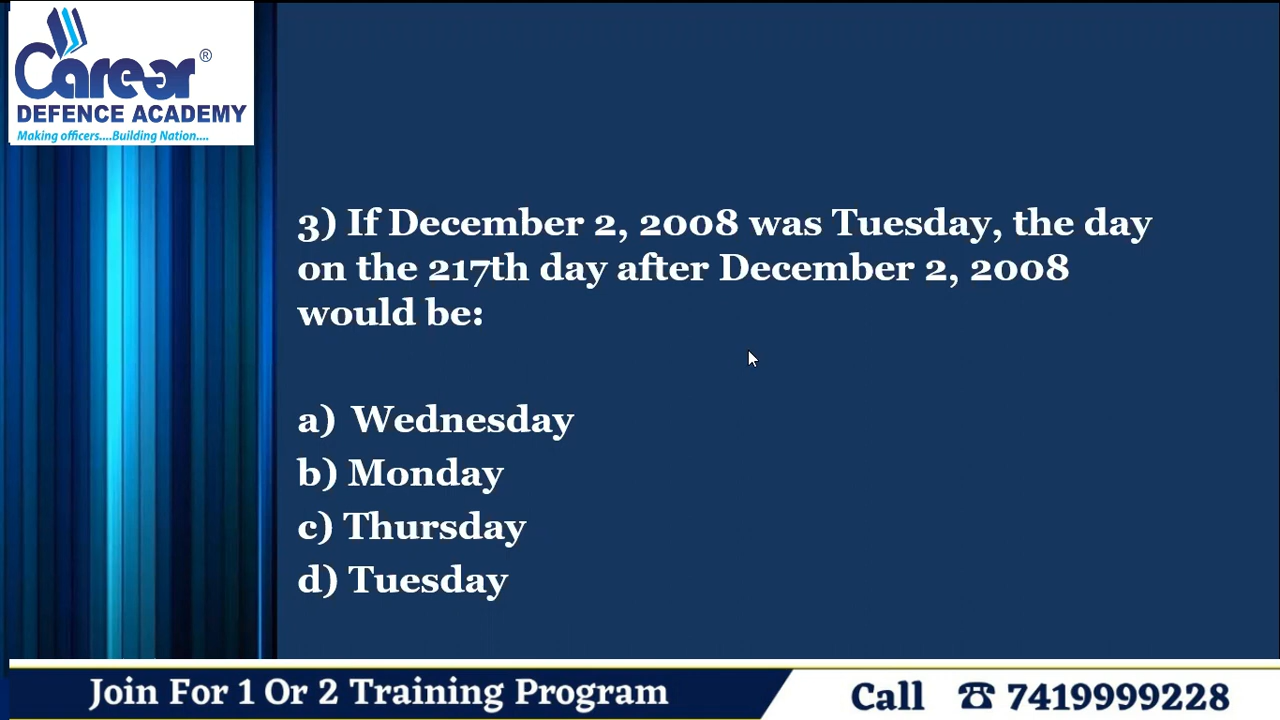 Carear®
DEFENCE ACADEMY
Making officers....Building Nation....
3) If December 2, 2008 was Tuesday, the day
on the 217th day after December 2, 2008
would be:
a) Wednesday
b) Monday
c) Thursday
d) Tuesday
Join For 1 Or 2 Training Program
Call ☎ 7419999228